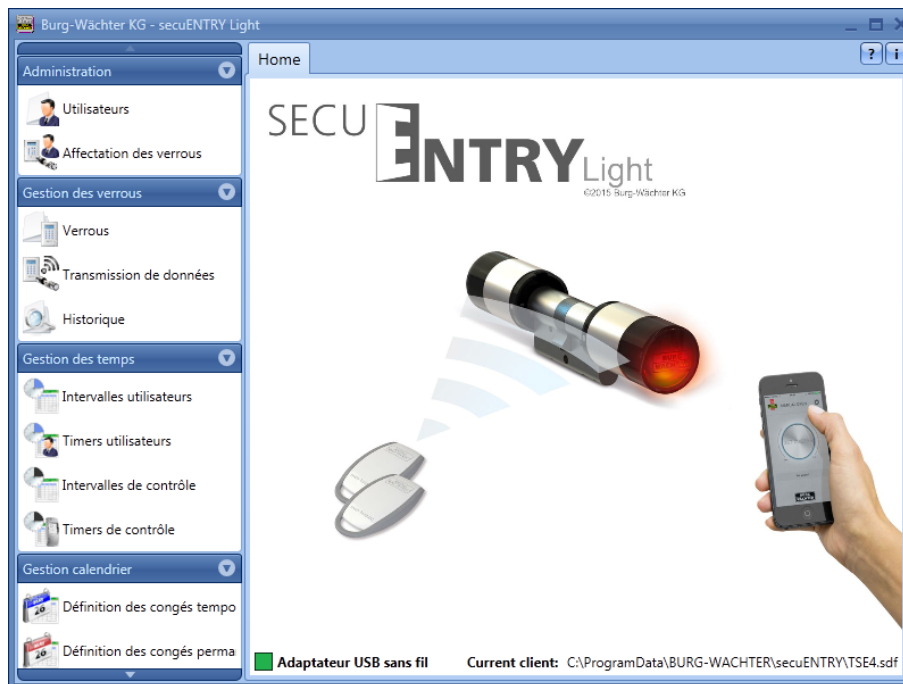 Burg-Wächter KG - secuENTRY Light
Administration
Utilisateurs
Affectation des verrous
Gestion des verrous
Verrous
Transmission de données
Historique
Gestion des temps
Intervalles utilisateurs
Timers utilisateurs
Intervalles de contrôle
Timers de contrôle
Gestion calendrier
Définition des congés tempo
Définition des congés perma
Home
? i
SECU
ENTRY Light
©2015 Burg-Wächter KG
Adaptateur USB sans fil
Current client: C:\ProgramData\BURG-WACHTER\secuENTRY\TSE4.sdf